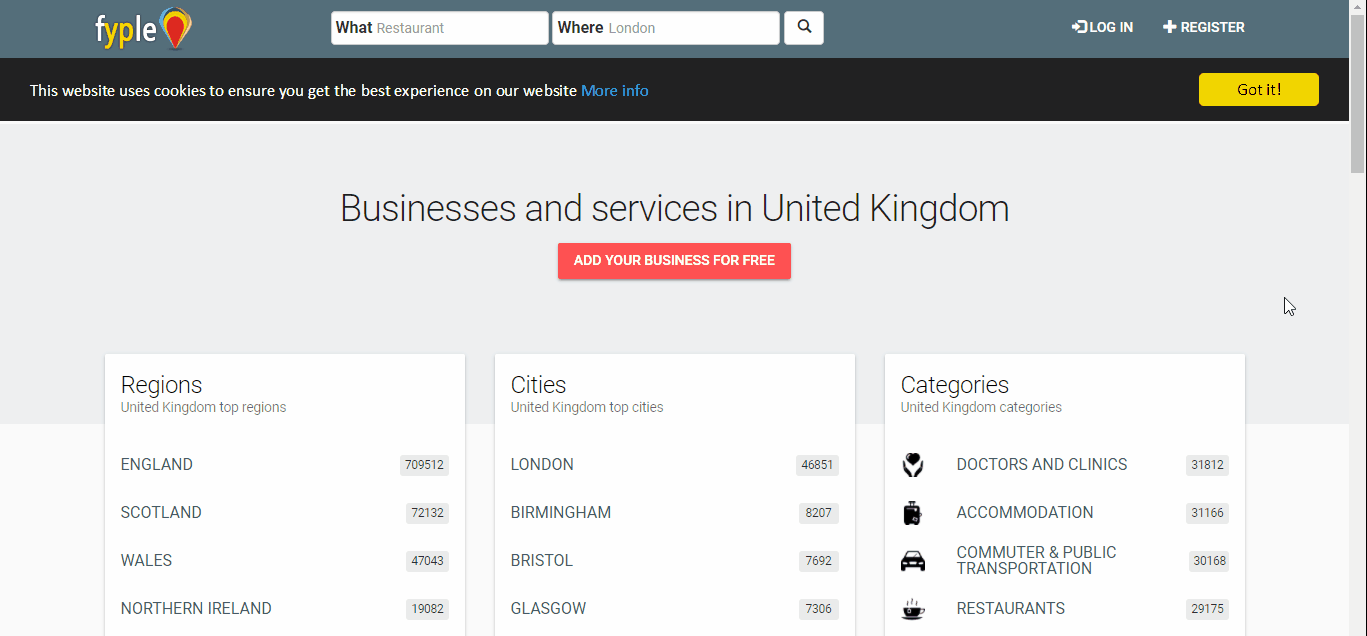 fyple What Restaurant Where London LOG IN REGISTER
This website uses cookies to ensure you get the best experience on our website More info Got it!
Businesses and services in United Kingdom
ADD YOUR BUSINESS FOR FREE
Regions
United Kingdom top regions
ENGLAND 709512
SCOTLAND 72132
WALES 47043
NORTHERN IRELAND 19082
Cities
United Kingdom top cities
LONDON 46851
BIRMINGHAM 8207
BRISTOL 7692
GLASGOW 7306
Categories
United Kingdom categories
DOCTORS AND CLINICS 31812
ACCOMMODATION 31166
COMMUTER & PUBLIC
TRANSPORTATION 30168
RESTAURANTS 29175